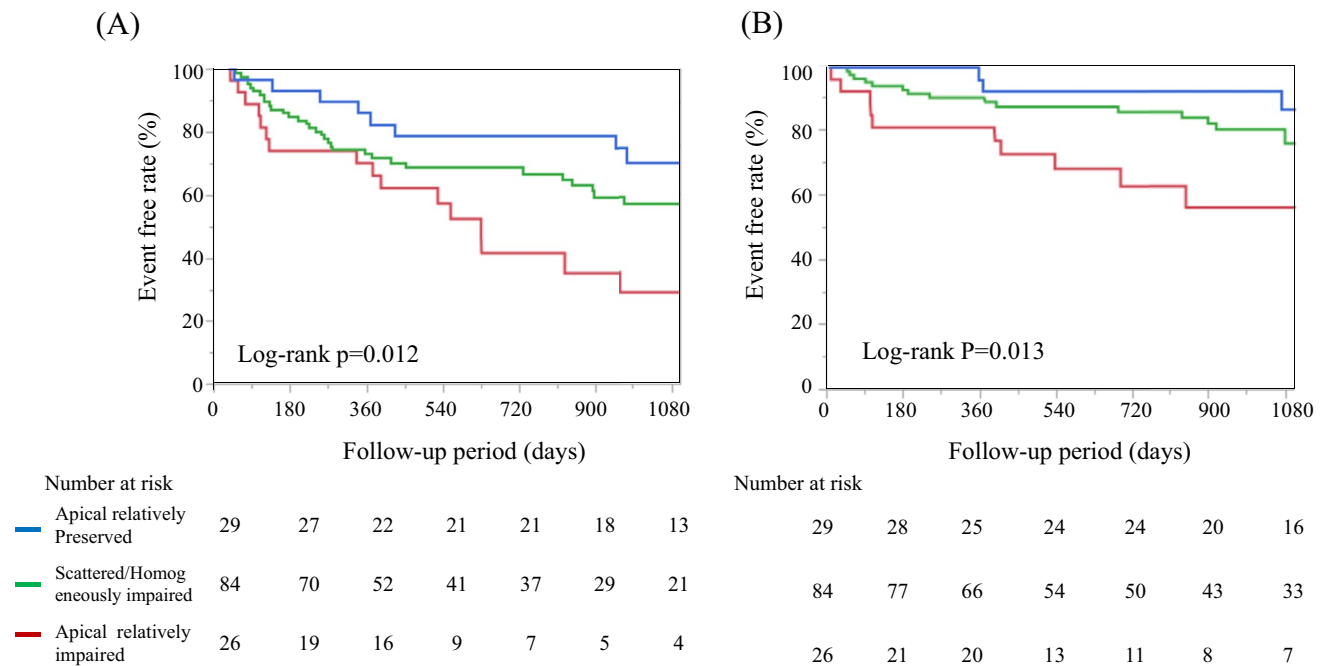 (A)
100
80
60
40
20
0
Event free rate (%)
Log-rank p=0.012
0 180 360 540 720 900 1080
Follow-up period (days)
(B)
100
80
60
40
20
0
Event free rate (%)
Log-rank P=0.013
0 180 360 540 720 900 1080
Follow-up period (days)
Number at risk
Apical relatively
Preserved
29 27 22 21 21 18 13
Scattered/Homog
eneously impaired
84 70 52 41 37 29 21
Apical relatively
impaired
26 19 16 9 7 5 4
Number at risk
29 28 25 24 24 20 16
84 77 66 54 50 43 33
26 21 20 13 11 8 7